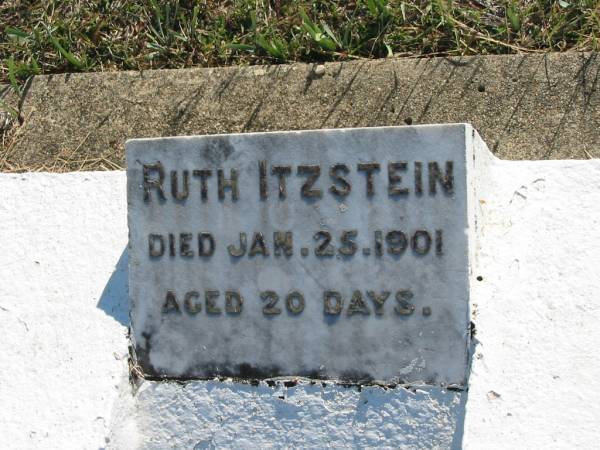 RUTH ITZSTEIN
DIED JAN. 25. 1901
AGED 20 DAYS.